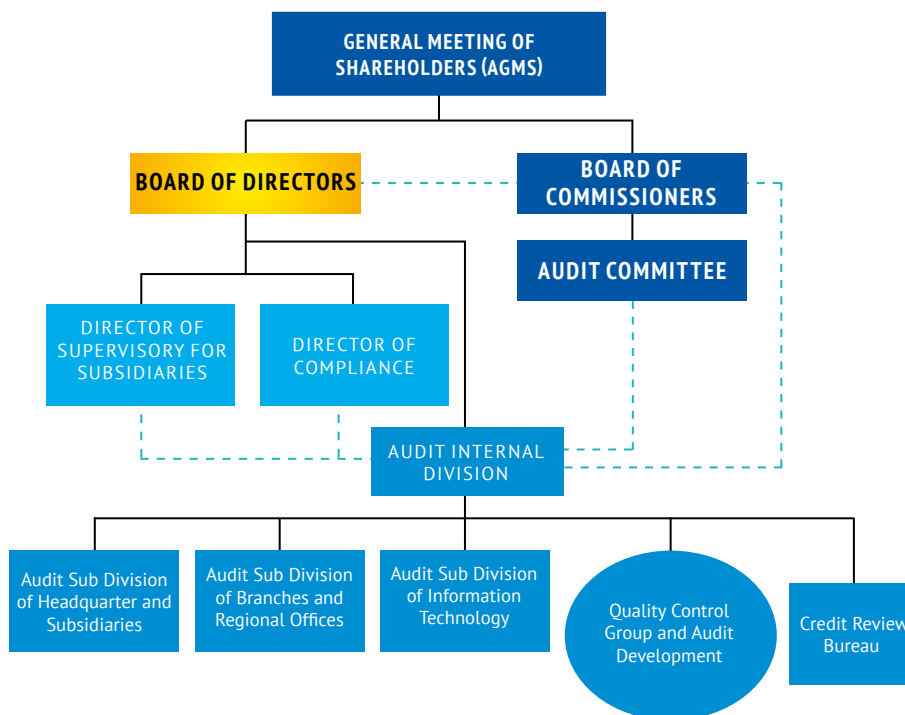 GENERAL MEETING OF
SHAREHOLDERS (AGMS)
BOARD OF DIRECTORS
BOARD OF
COMMISSIONERS
AUDIT COMMITTEE
DIRECTOR OF
SUPERVISORY FOR
SUBSIDIARIES
DIRECTOR OF
COMPLIANCE
AUDIT INTERNAL
DIVISION
Audit Sub Division
of Headquarter and
Subsidiaries
Audit Sub Division
of Branches and
Regional Offices
Audit Sub Division
of Information
Technology
Quality Control
Group and Audit
Development
Credit Review
Bureau